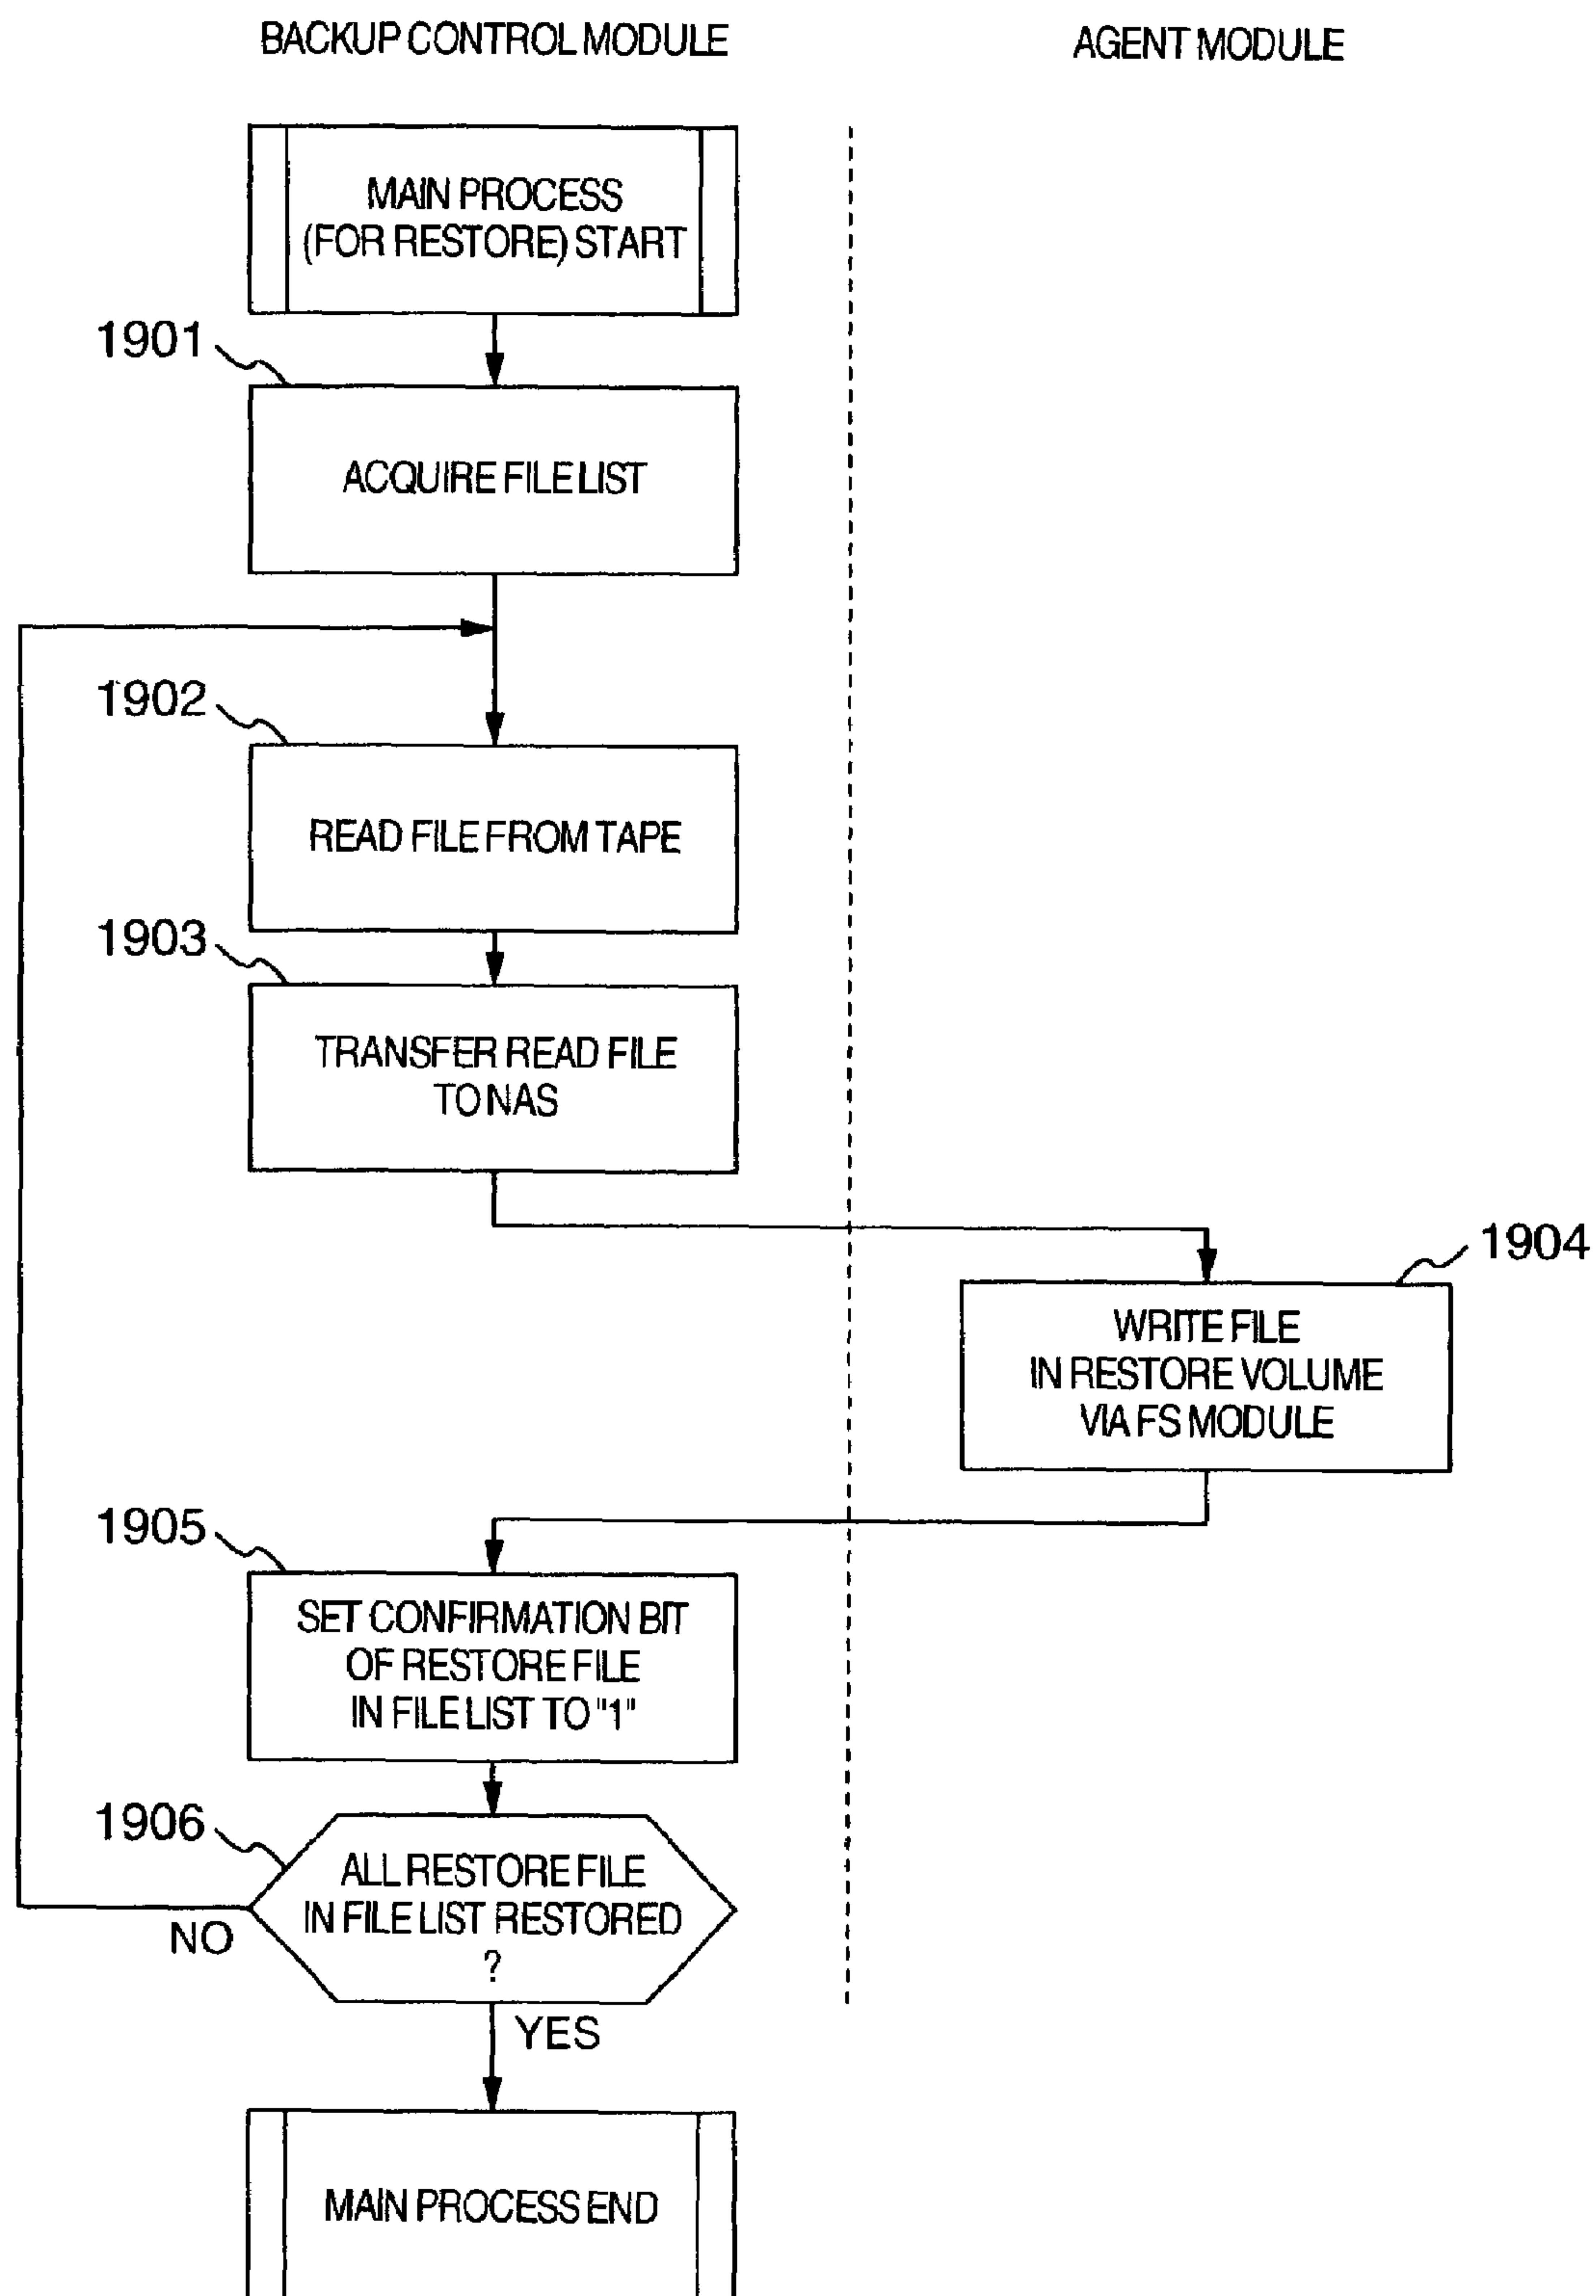 BACKUP CONTROL MODULE
AGENT MODULE
MAIN PROCESS
(FOR RESTORE) START
1901
ACQUIRE FILE LIST
1902
READ FILE FROM TAPE
1903
TRANSFER READ FILE
TO NAS
1904
WRITE FILE
IN RESTORE VOLUME
VIA FS MODULE
1905
SET CONFIRMATION BIT
OF RESTORE FILE
IN FILE LIST TO "1"
1906
ALL RESTORE FILE
IN FILE LIST RESTORED
?
NO
YES
MAIN PROCESS END